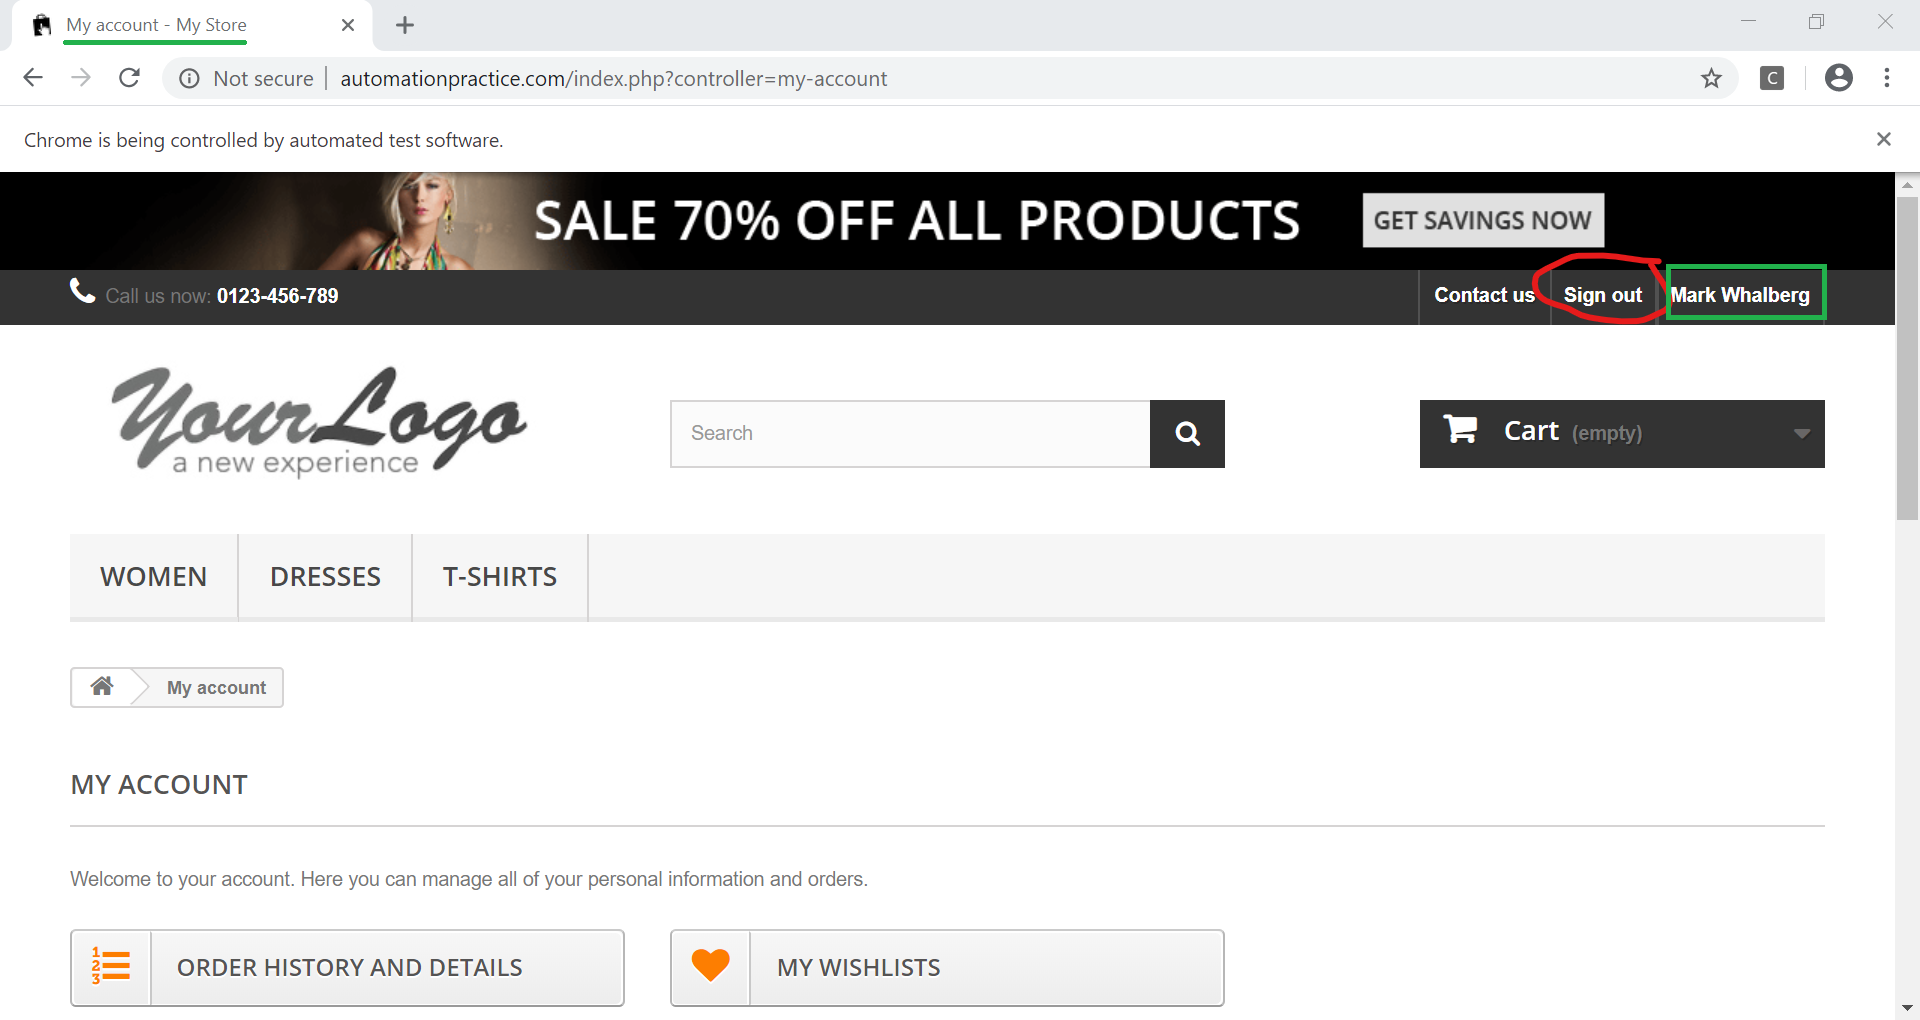 My account - My Store
Not secure | automationpractice.com/index.php?controller=my-account
C
Chrome is being controlled by automated test software.
SALE 70% OFF ALL PRODUCTS GET SAVINGS NOW
Call us now: 0123-456-789 Contact us Sign out Mark Whalberg
YourLogo
a new experience
Search
Cart (empty)
WOMEN DRESSES T-SHIRTS
My account
MY ACCOUNT
Welcome to your account. Here you can manage all of your personal information and orders.
1
2
3
ORDER HISTORY AND DETAILS MY WISHLISTS